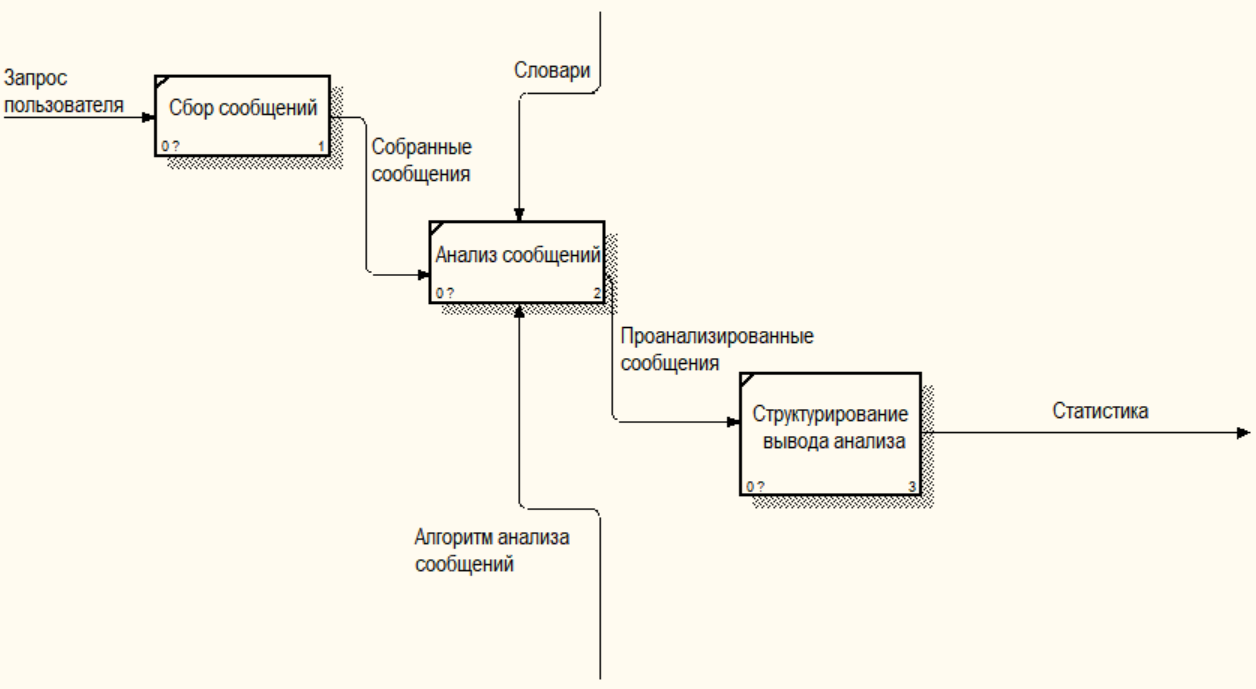 Запрос
пользователя
Сбор сообщений
0 ?
1
Словари
Собранные
сообщения
Анализ сообщений
0 ?
2
Проанализированные
сообщения
Структурирование
вывода анализа
0 ?
3
Статистика
Алгоритм анализа
сообщений